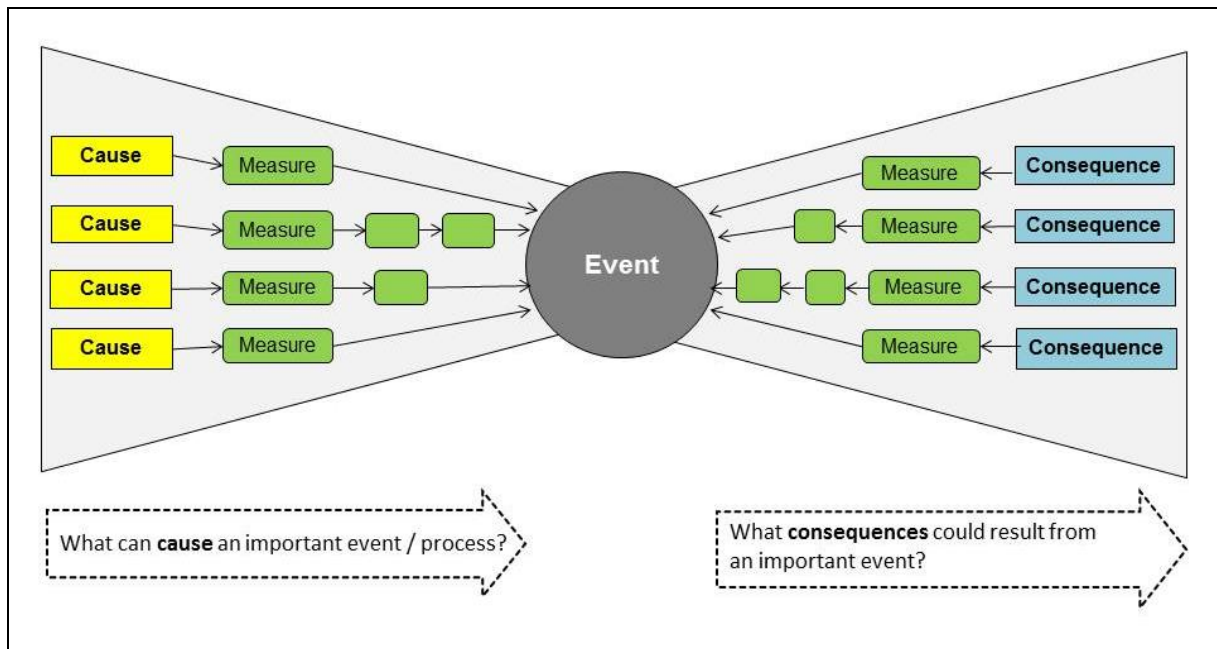 Cause
Measure
Measure
Consequence
Cause
Measure
Measure
Consequence
Event
Cause
Measure
Measure
Consequence
Cause
Measure
Measure
Consequence
What can cause an important event / process?
What consequences could result from
an important event?